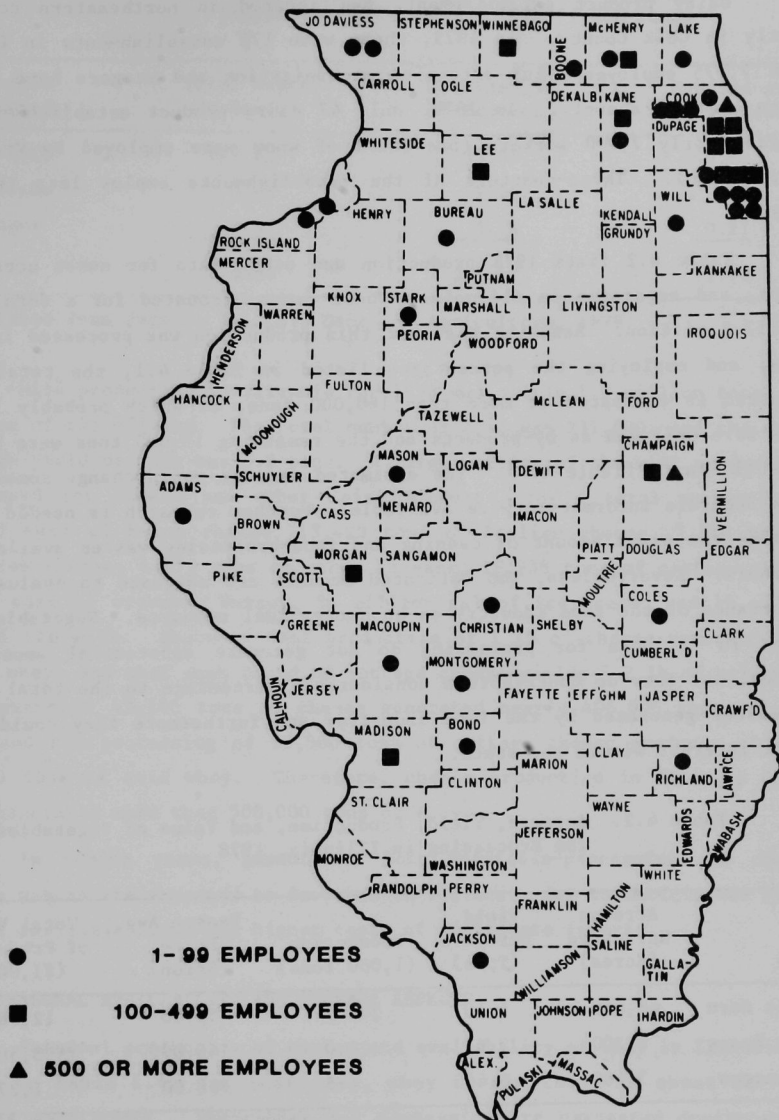 JO DAVIESS
STEPHENSON
WINNEBAGO
BOONE
McHENRY
LAKE
CARROLL
OGLE
DEKALB
KANE
COOK
DuPAGE
WHITESIDE
LEE
HENRY
BUREAU
LA SALLE
KENDALL
WILL
GRUNDY
ROCK ISLAND
MERCER
PUTNAM
KANKAKEE
KNOX
STARK
MARSHALL
LIVINGSTON
HENDERSON
WARREN
PEORIA
WOODFORD
IROQUOIS
HANCOCK
McDONOUGH
FULTON
TAZEWELL
McLEAN
FORD
ADAMS
SCHUYLER
MASON
LOGAN
DEWITT
CHAMPAIGN
VERMILLION
BROWN
CASS
MENARD
MACON
PIATT
DOUGLAS
EDGAR
PIKE
MORGAN
SANGAMON
SCOTT
MOULTRIE
COLES
GREENE
MACOUPIN
CHRISTIAN
SHELBY
CLARK
CUMBERL'D
CALHOUN
JERSEY
MONTGOMERY
FAYETTE
EFF'GHM
JASPER
CRAWF'D
MADISON
BOND
MARION
CLAY
RICHLAND
LAWR'CE
CLINTON
ST. CLAIR
WAYNE
EDWARDS
WABASH
JEFFERSON
MONROE
WASHINGTON
WHITE
RANDOLPH
PERRY
FRANKLIN
HAMILTON
JACKSON
WILLIAMSON
SALINE
GALLA-
TIN
UNION
JOHNSON
POPE
HARDIN
ALEX.
PULASKI
MASSAC
1-99 EMPLOYEES
100-499 EMPLOYEES
500 OR MORE EMPLOYEES